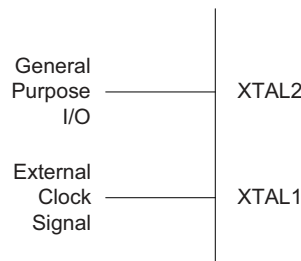 General
Purpose
I/O
XTAL2
External
Clock
Signal
XTAL1